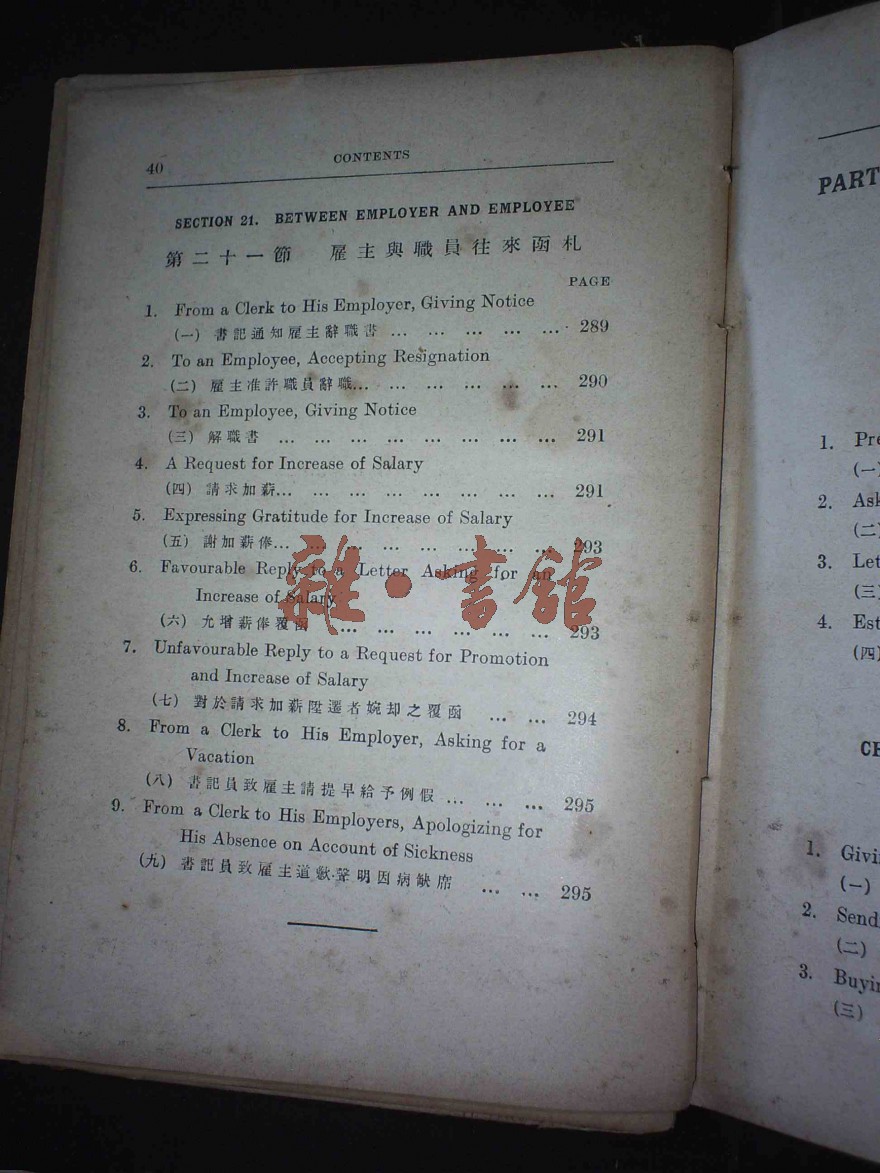 40
CONTENTS
SECTION 21. BETWEEN EMPLOYER AND EMPLOYEE
第二十一節 雇主與職員往來函札
PAGE
1. From a Clerk to His Employer, Giving Notice
(一) 書記通知雇主辭職書 ... ... ... ... ... 289
2. To an Employee, Accepting Resignation
(二) 雇主准許職員辭職... ... ... ... ... ... 290
3. To an Employee, Giving Notice
(三) 解職書 ... ... ... ... ... ... ... ... 291
4. A Request for Increase of Salary
(四) 請求加薪... ... ... ... ... ... ... ... 291
5. Expressing Gratitude for Increase of Salary
(五) 謝加薪俸... ... ... ... ... ... ... ... 293
6. Favourable Reply to a Letter Asking for an
Increase of Salary
(六) 允增薪俸覆函 ... ... ... ... ... ... 293
7. Unfavourable Reply to a Request for Promotion
and Increase of Salary
(七) 對於請求加薪陞遷者婉却之覆函 ... ... 294
8. From a Clerk to His Employer, Asking for a
Vacation
(八) 書記員致雇主請提早給予例假 ... ... ... 295
9. From a Clerk to His Employers, Apologizing for
His Absence on Account of Sickness
(九) 書記員致雇主道歉聲明因病缺席 ... ... 295
雜·書館
PART
1. Pre
(一)
2. Ask
(二)
3. Let
(三)
4. Est
(四)
CH
1. Givi
(一)
2. Send
(二)
3. Buyi
(三)